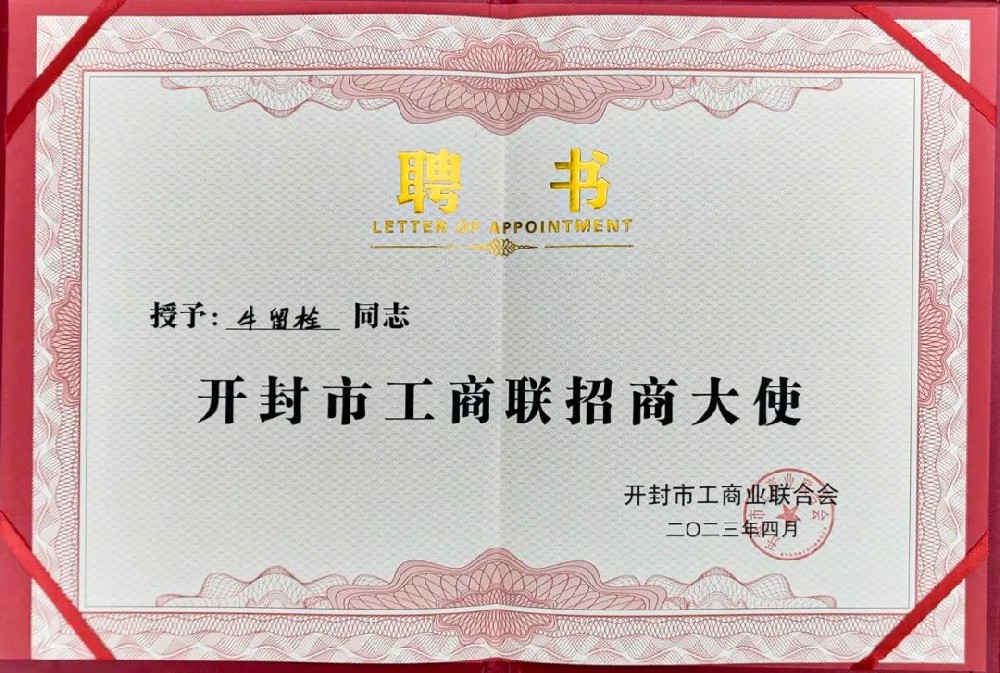 聘 书
LETTER OF APPOINTMENT
授予：牛留栓 同志
开封市工商联招商大使
开封市工商业联合会
二〇二三年四月